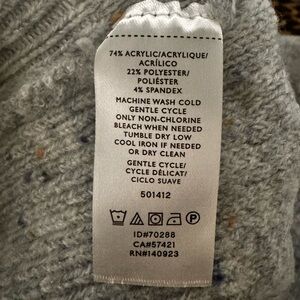 74% ACRYLIC/ACRYLIQUE/
ACRÍLICO
22% POLYESTER/
POLIÉSTER
4% SPANDEX
MACHINE WASH COLD
GENTLE CYCLE
ONLY NON-CHLORINE
BLEACH WHEN NEEDED
TUMBLE DRY LOW
COOL IRON IF NEEDED
OR DRY CLEAN
GENTLE CYCLE/
CYCLE DÉLICAT/
CICLO SUAVE
501412
P
ID#70288
CA#57421
RN#140923